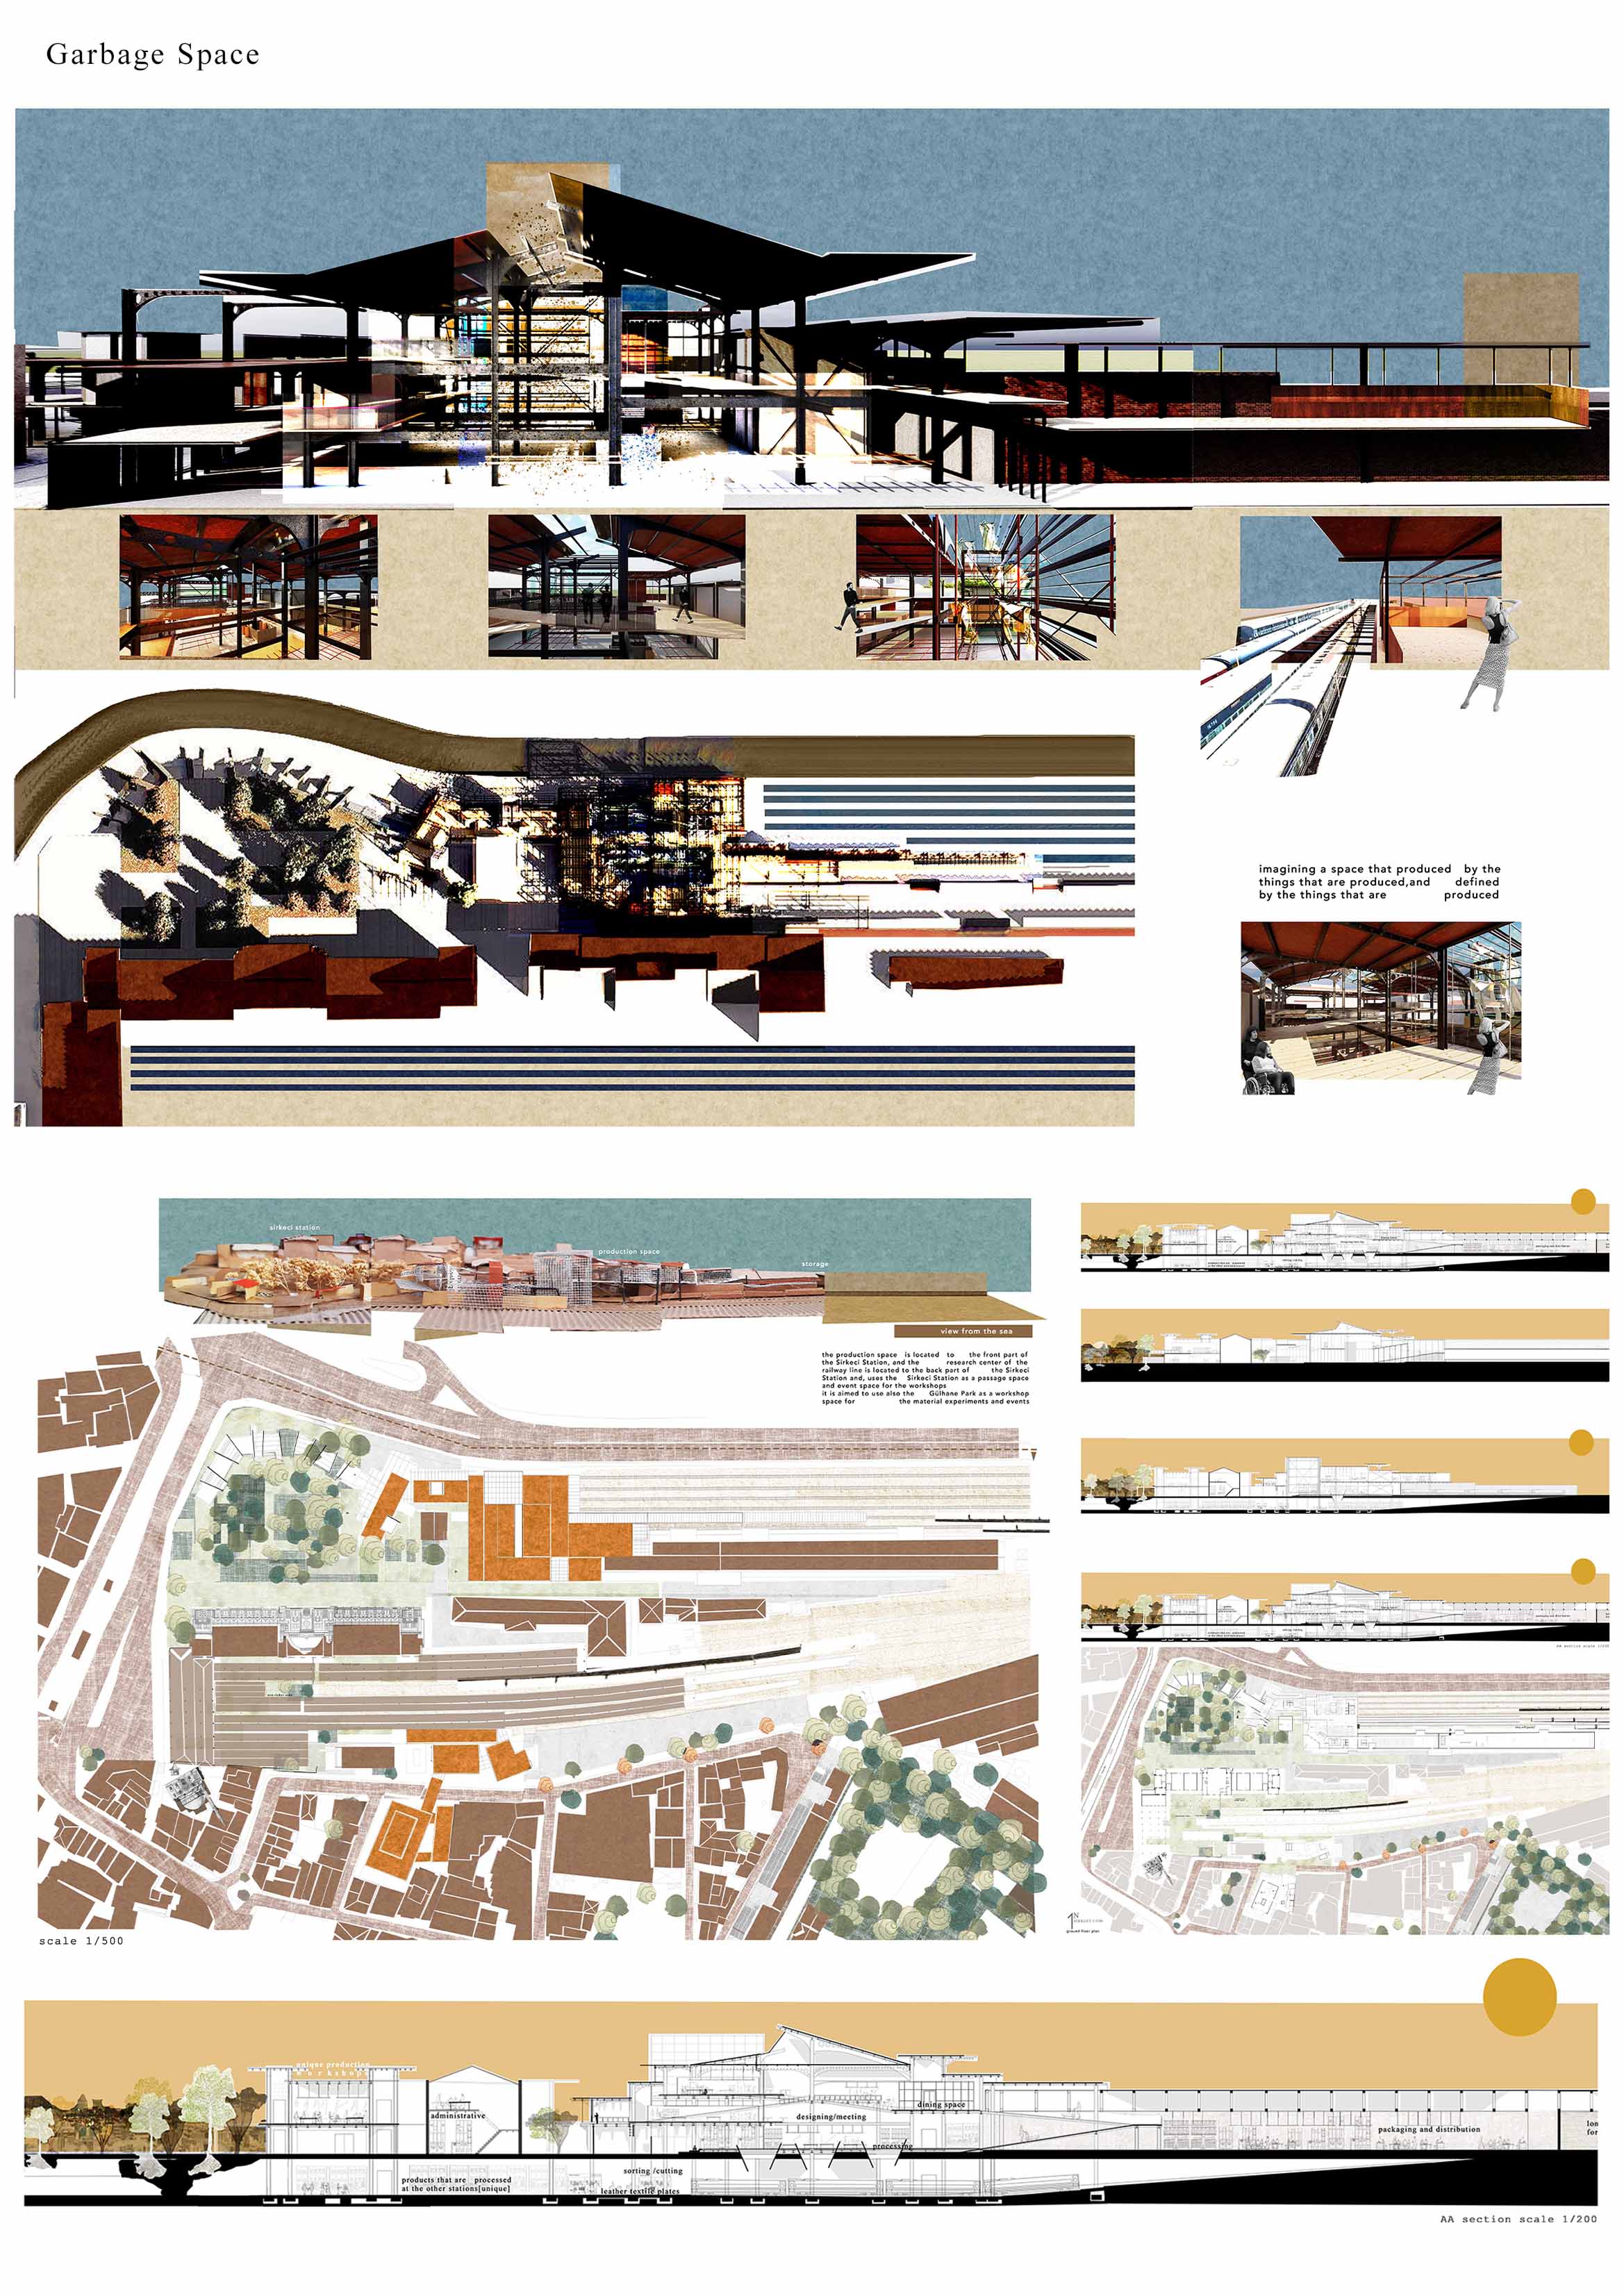 Garbage Space
imagining a space that produced by the
things that are produced,and defined
by the things that are produced
sirkeci station
production space
storage
view from the sea
the production space is located to the front part of
the Sirkeci Station, and the research center of the
railway line is located to the back part of the Sirkeci
Station and, uses the Sirkeci Station as a passage space
and event space for the workshops
it is aimed to use also the Gülhane Park as a workshop
space for the material experiments and events
AA section scale 1/200
N
ground floor plan
scale 1/500
unique production
workshops
administrative
designing/meeting
dining space
processing
packaging and distribution
lon
for
sorting /cutting
products that are processed
at the other stations[unique]
leather textile plates
AA section scale 1/200